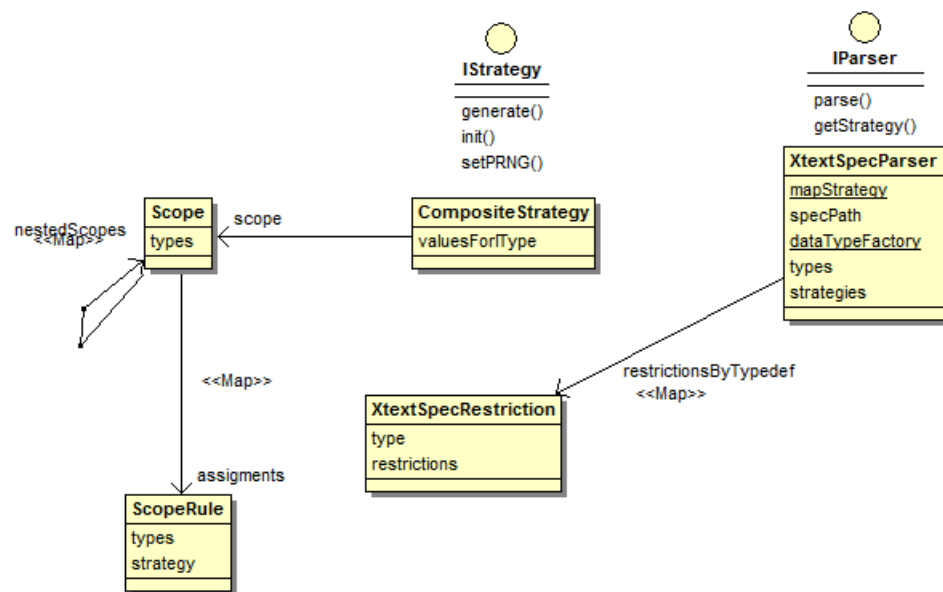 IStrategy
generate()
init()
setPRNG()
IParser
parse()
getStrategy()
XtextSpecParser
mapStrategy
specPath
dataTypeFactory
types
strategies
nestedScopes
<<Map>>
Scope
types
scope
CompositeStrategy
valuesForIType
<<Map>>
assigments
restrictionsByTypedef
<<Map>>
XtextSpecRestriction
type
restrictions
ScopeRule
types
strategy